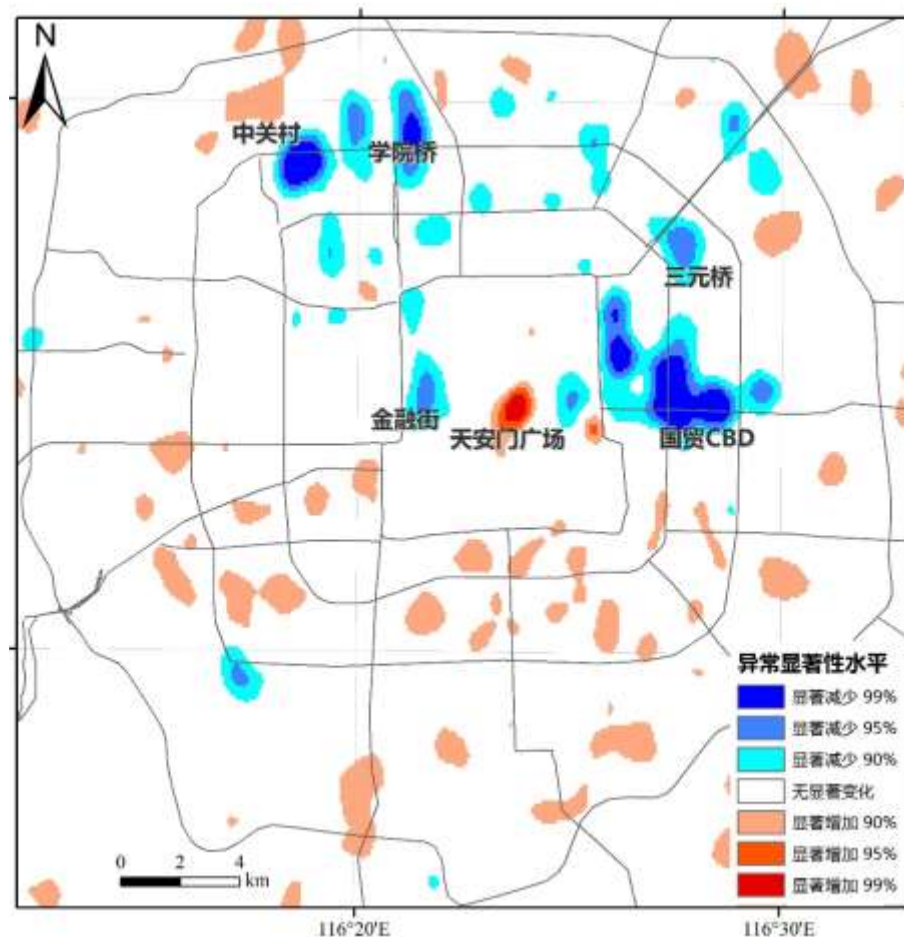 N
中关村
学院桥
三元桥
金融街
天安门广场
国贸CBD
异常显著性水平
显著减少 99%
显著减少 95%
显著减少 90%
无显著变化
显著增加 90%
显著增加 95%
显著增加 99%
0 2 4
km
116°20'E
116°30'E